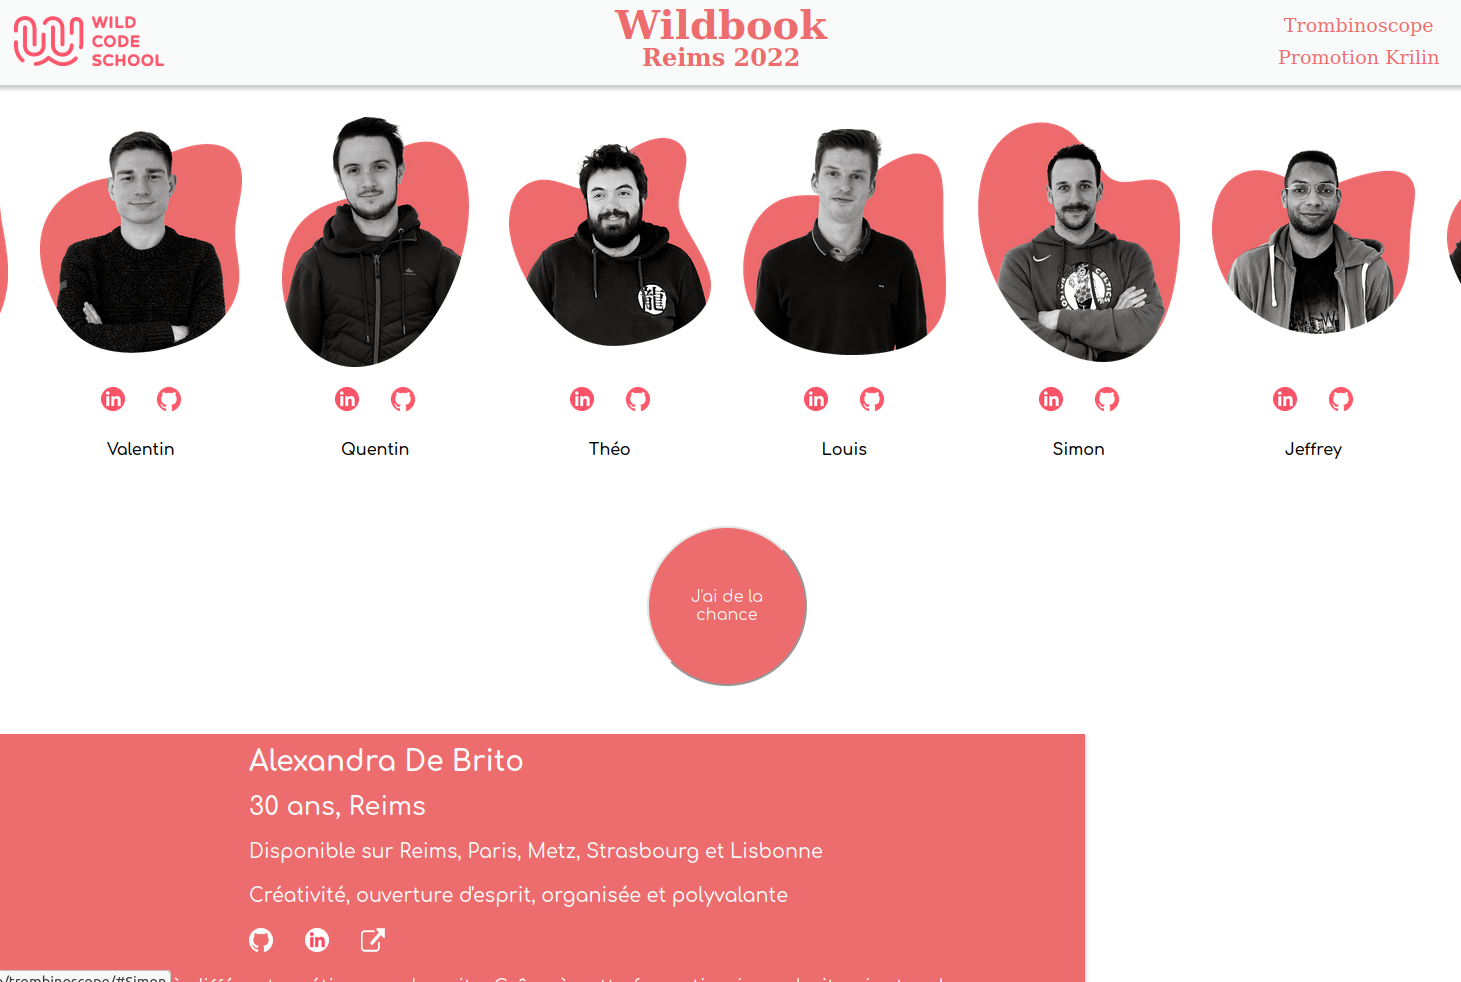 WILD
CODE
SCHOOL
Wildbook
Reims 2022
Trombinoscope
Promotion Krilin
龍
CELTICS
Valentin
Quentin
Théo
Louis
Simon
Jeffrey
J'ai de la
chance
Alexandra De Brito
30 ans, Reims
Disponible sur Reims, Paris, Metz, Strasbourg et Lisbonne
Créativité, ouverture d'esprit, organisée et polyvalante
/trombinoscope/#Simon